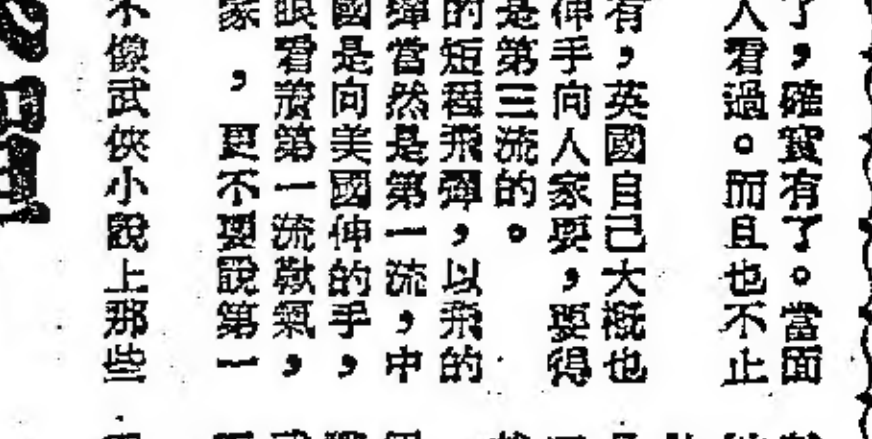 了，確實有了。當面
人看過。而且也不止
有，英國自己大概也
伸手向人家要，要得
是第三流的。
的短程飛彈，以飛的
彈當然是第一流，中
國是向美國伸的手，
眼看着第一流歎氣，
家，更不要說第一
不像武俠小說上那些